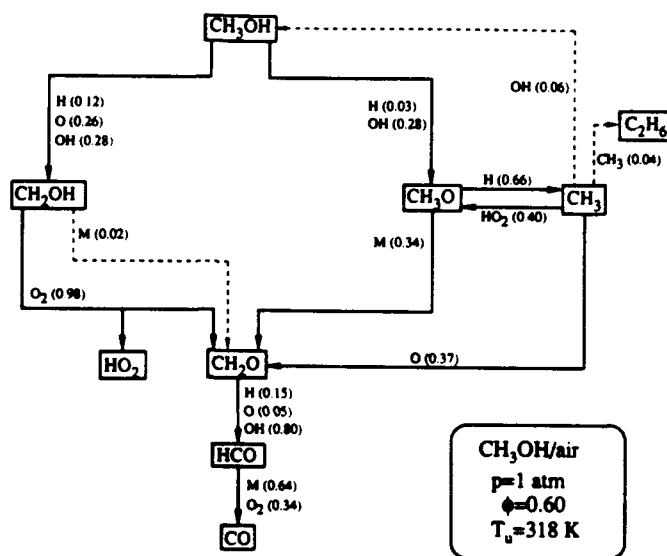 CH₃OH
H (0.12)
O (0.26)
OH (0.28)
H (0.03)
OH (0.28)
OH (0.06)
C₂H₆
CH₃ (0.04)
CH₂OH
CH₃O
H (0.66)
HO₂ (0.40)
CH₃
M (0.02)
M (0.34)
O₂ (0.98)
HO₂
CH₂O
O (0.37)
H (0.15)
O (0.05)
OH (0.80)
HCO
M (0.64)
O₂ (0.34)
CO
CH₃OH/air
p=1 atm
ϕ=0.60
Tᵤ=318 K